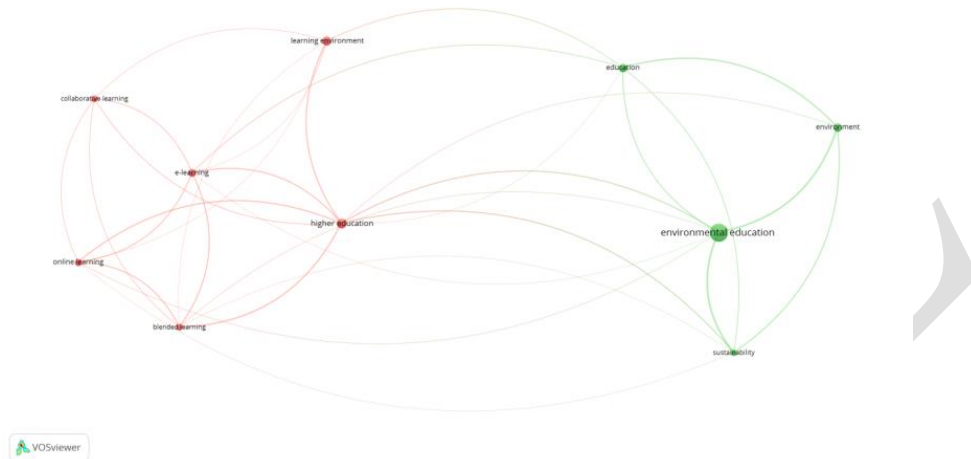 learning environment
education
collaborative learning
environment
e-learning
higher education
environmental education
online learning
blended learning
sustainability
VOSviewer